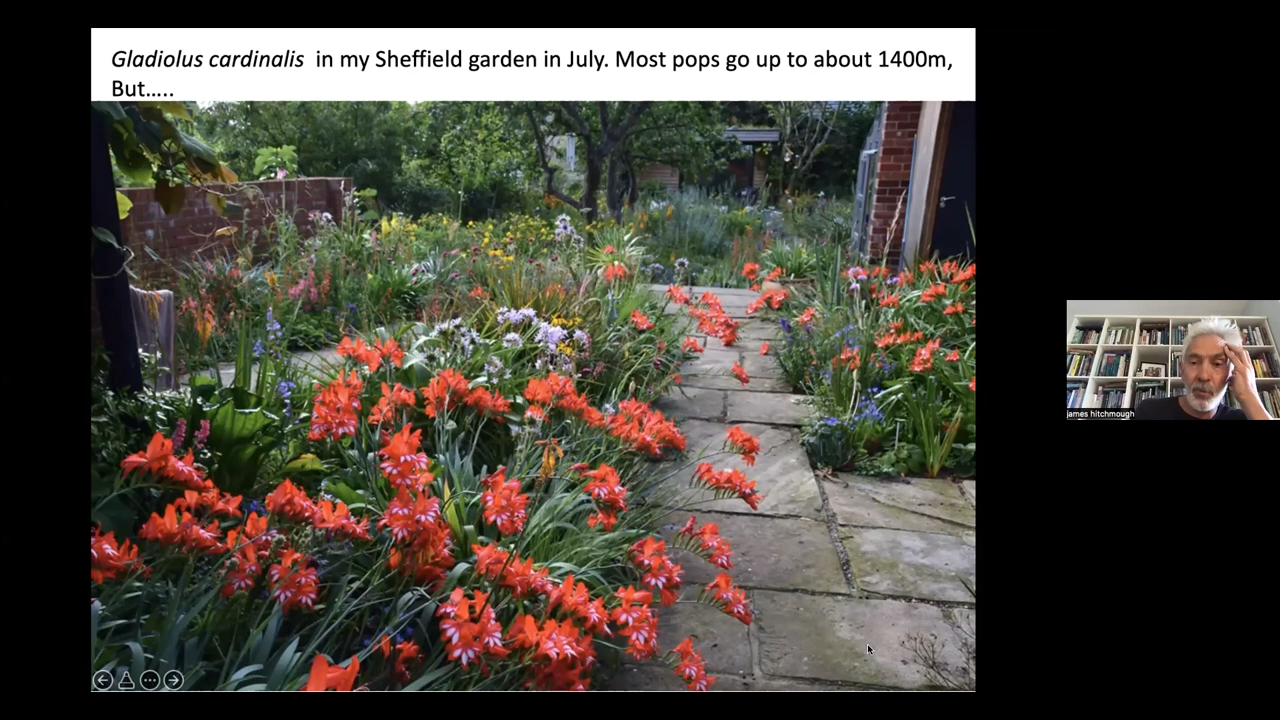 Gladiolus cardinalis in my Sheffield garden in July. Most pops go up to about 1400m,
But.....
james hitchmough